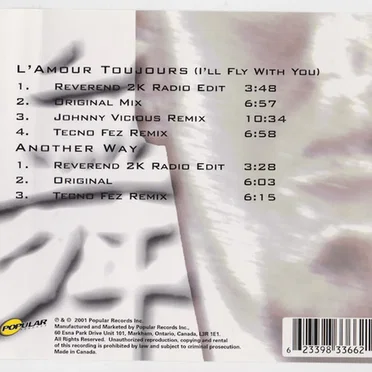 L'Amour Toujours (I'll Fly With You)
1. Reverend 2K Radio Edit 3:48
2. Original Mix 6:57
3. Johnny Vicious Remix 10:34
4. Tecno Fez Remix 6:58
Another Way
1. Reverend 2K Radio Edit 3:28
2. Original 6:03
3. Tecno Fez Remix 6:15
POPULAR
℗ & © 2001 Popular Records Inc.
Manufactured and Marketed by Popular Records Inc.,
60 Esna Park Drive Unit 101, Markham, Ontario, Canada, L3R 1E1.
All Rights Reserved. Unauthorized reproduction, copying and rental
of this recording is prohibited by law and subject to criminal prosecution.
Made in Canada.
6 23398 33662